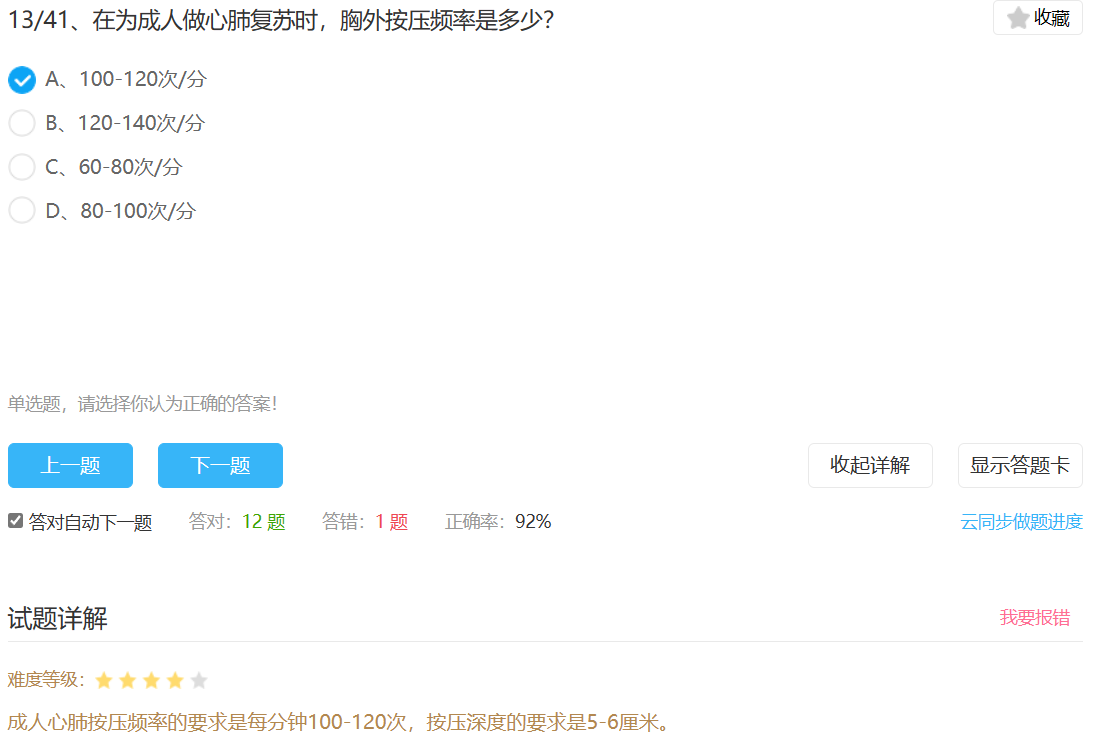 13/41、在为成人做心肺复苏时，胸外按压频率是多少？
收藏
A、100-120次/分
B、120-140次/分
C、60-80次/分
D、80-100次/分
单选题，请选择你认为正确的答案！
上一题 下一题 收起详解 显示答题卡
答对自动下一题 答对：12 题 答错：1 题 正确率：92% 云同步做题进度
试题详解 我要报错
难度等级：
成人心肺按压频率的要求是每分钟100-120次，按压深度的要求是5-6厘米。